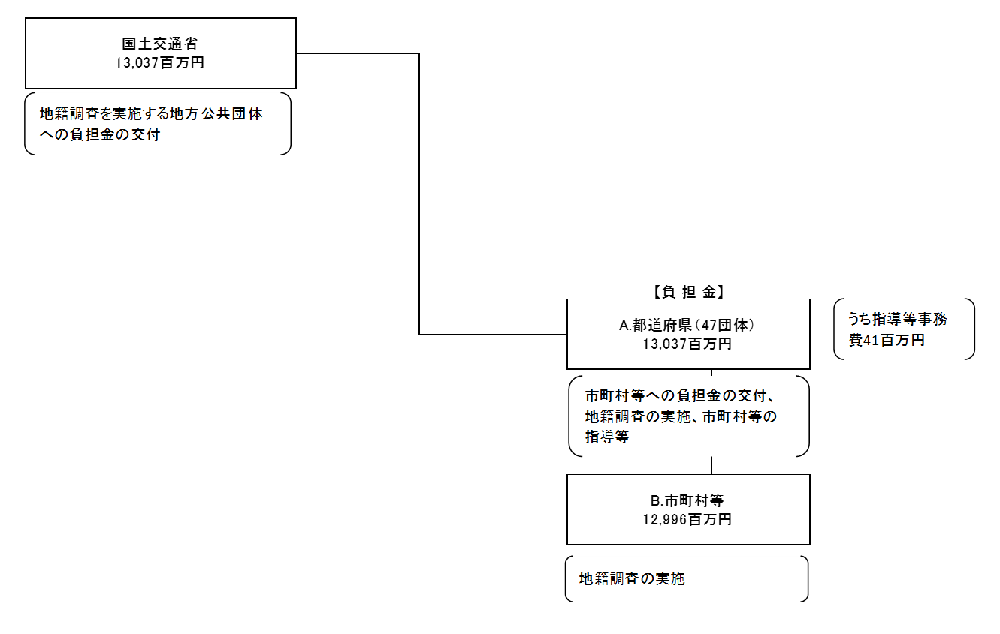 国土交通省
13,037百万円
地籍調査を実施する地方公共団体
への負担金の交付
【負 担 金】
A.都道府県（47団体）
13,037百万円
うち指導等事務
費41百万円
市町村等への負担金の交付、
地籍調査の実施、市町村等の
指導等
B.市町村等
12,996百万円
地籍調査の実施